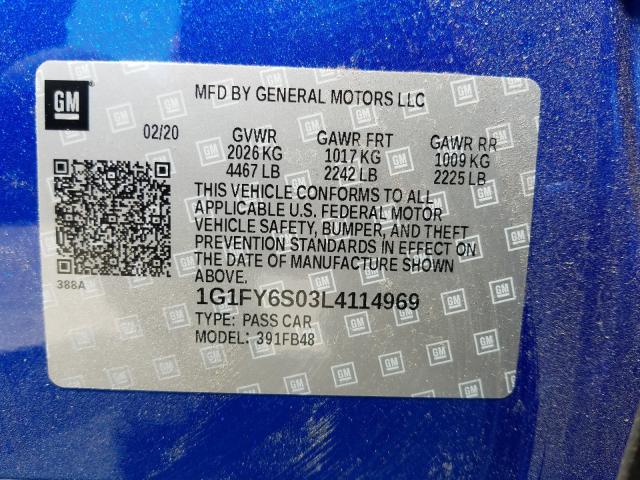 GM
MFD BY GENERAL MOTORS LLC
02/20 GVWR GAWR FRT GAWR RR
2026 KG 1017 KG 1009 KG
4467 LB 2242 LB 2225 LB
THIS VEHICLE CONFORMS TO ALL
APPLICABLE U.S. FEDERAL MOTOR
VEHICLE SAFETY, BUMPER, AND THEFT
PREVENTION STANDARDS IN EFFECT ON
THE DATE OF MANUFACTURE SHOWN
ABOVE.
388A
1G1FY6S03L4114969
TYPE: PASS CAR
MODEL: 391FB48